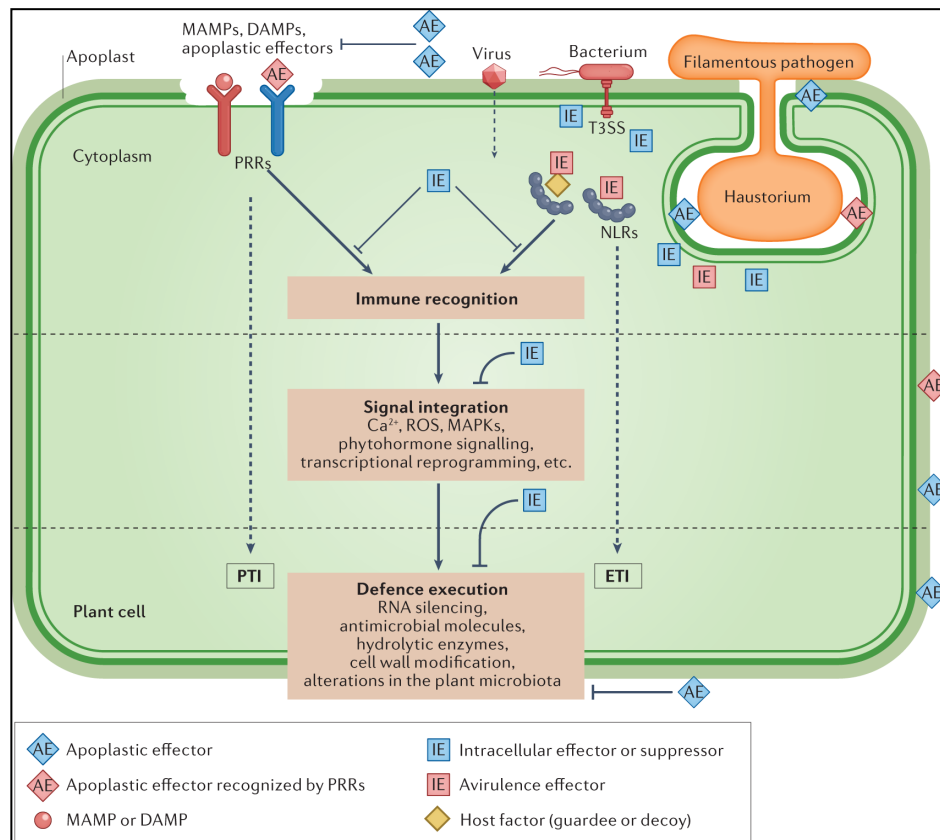 MAMPs, DAMPs,
apoplastic effectors
AE
AE
Apoplast
Virus
Bacterium
Filamentous pathogen
AE
AE
IE
T3SS
IE
Cytoplasm
PRRs
IE
IE
IE
NLRs
Haustorium
AE
AE
IE
IE
IE
Immune recognition
IE
AE
Signal integration
Ca²⁺, ROS, MAPKs,
phytohormone signalling,
transcriptional reprogramming, etc.
IE
AE
PTI
ETI
Defence execution
RNA silencing,
antimicrobial molecules,
hydrolytic enzymes,
cell wall modification,
alterations in the plant microbiota
AE
Plant cell
AE
AE Apoplastic effector
IE Intracellular effector or suppressor
AE Apoplastic effector recognized by PRRs
IE Avirulence effector
MAMP or DAMP
Host factor (guardee or decoy)